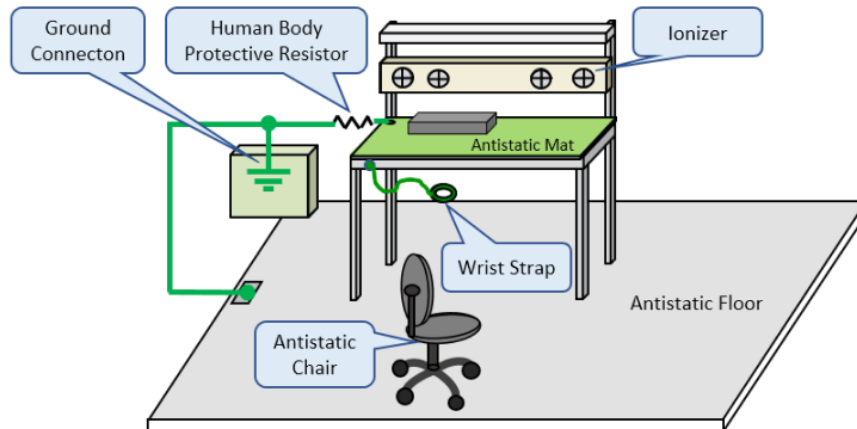 Ground
Connecton
Human Body
Protective Resistor
Ionizer
Antistatic Mat
Wrist Strap
Antistatic Floor
Antistatic
Chair